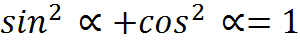 sin² ∝ +cos² ∝= 1